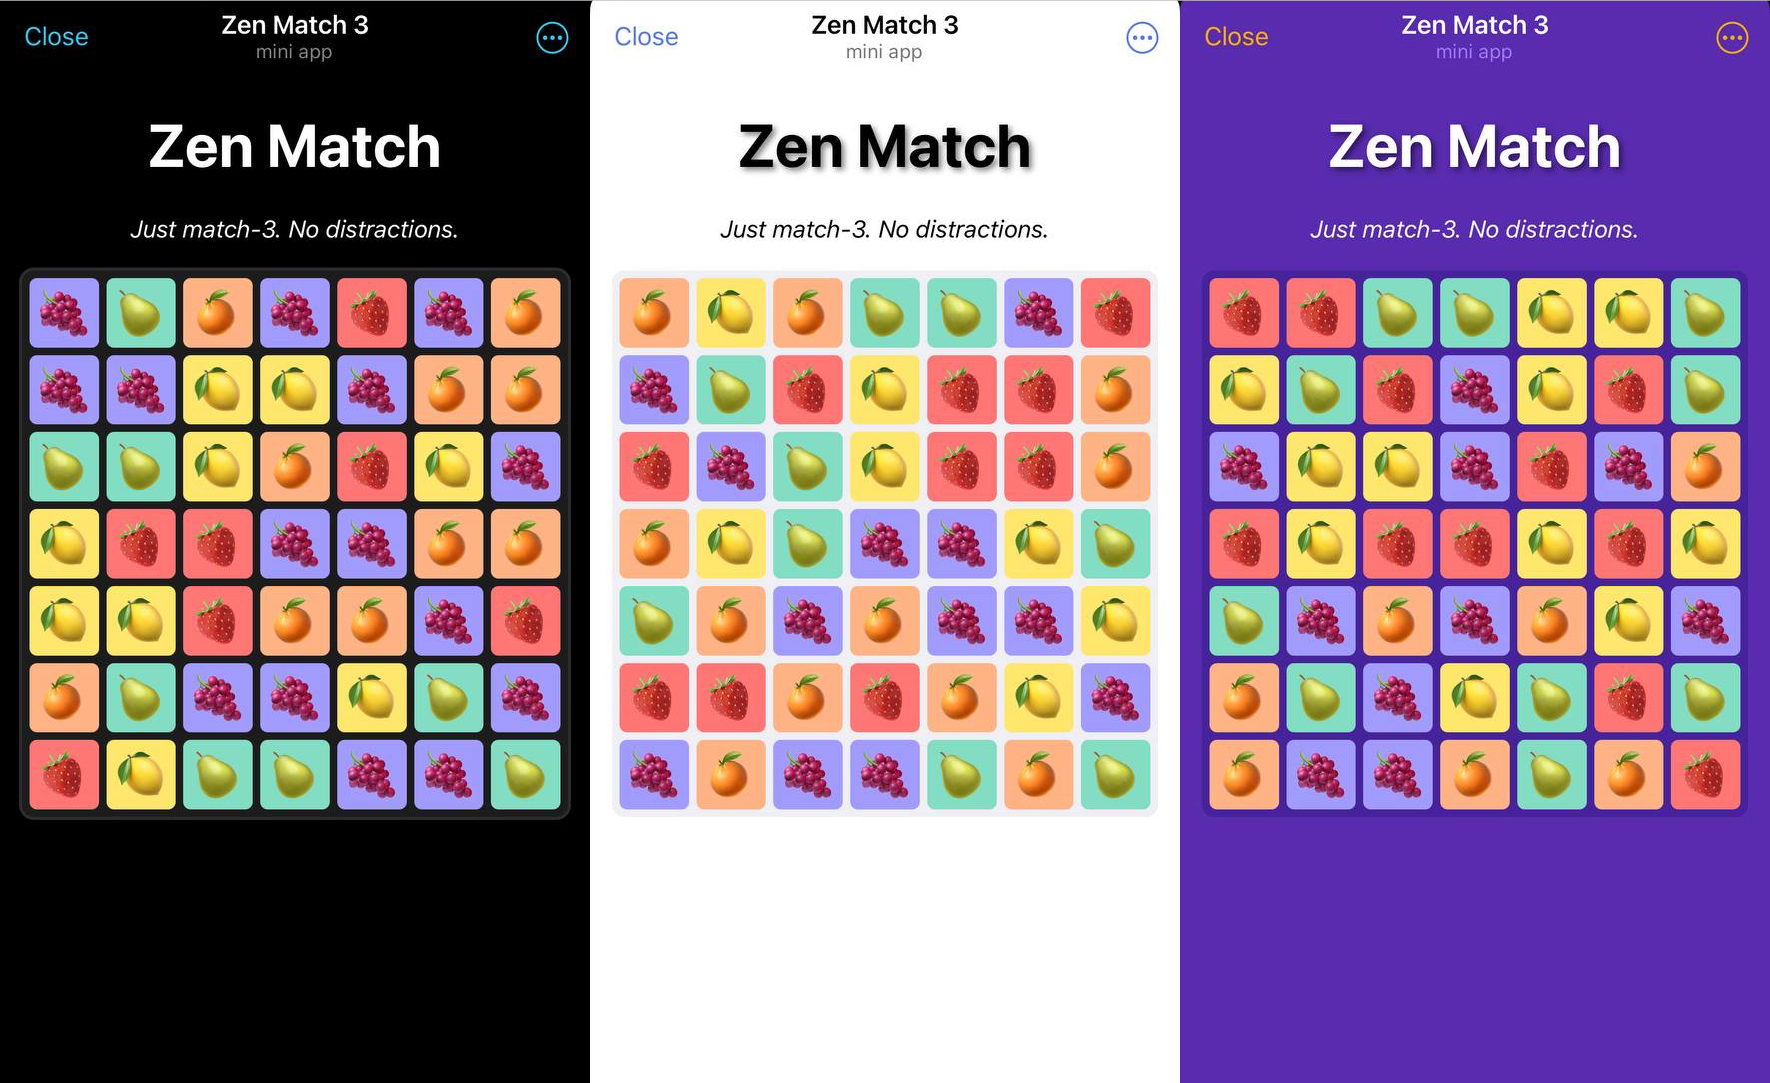 Close
Zen Match 3
mini app
Zen Match
Just match-3. No distractions.
Close
Zen Match 3
mini app
Zen Match
Just match-3. No distractions.
Close
Zen Match 3
mini app
Zen Match
Just match-3. No distractions.